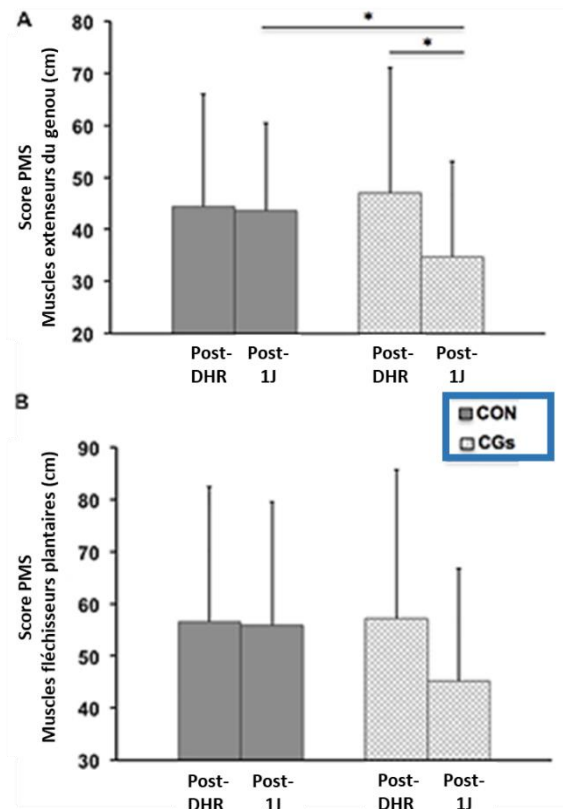 A
Score PMS
Muscles extenseurs du genou (cm)
80
70
60
50
40
30
20
*
*
Post-DHR
Post-1J
Post-DHR
Post-1J
B
CON
CGs
Score PMS
Muscles fléchisseurs plantaires (cm)
90
80
70
60
50
40
30
Post-DHR
Post-1J
Post-DHR
Post-1J